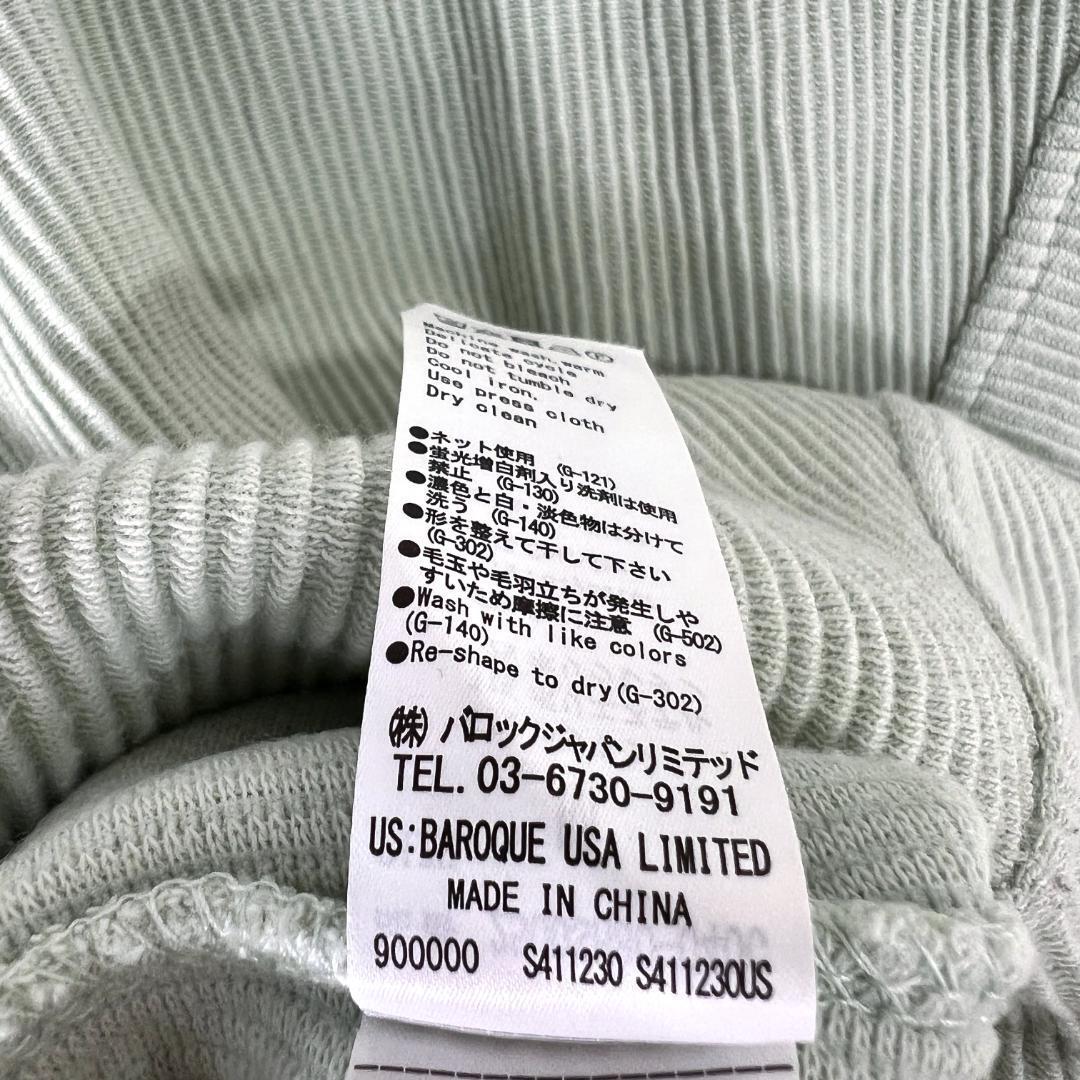 Machine wash.warm
Delicate cycle
Do not bleach
Do not tumble dry
Cool iron.
Use press cloth
Dry clean
●ネット使用 (G-121)
●蛍光増白剤入り洗剤は使用
禁止 (G-130)
●濃色と白・淡色物は分けて
洗う (G-140)
●形を整えて干して下さい
(G-302)
●毛玉や毛羽立ちが発生しや
すいため摩擦に注意 (G-502)
●Wash with like colors
(G-140)
●Re-shape to dry(G-302)
㈱ バロックジャパンリミテッド
TEL. 03-6730-9191
US:BAROQUE USA LIMITED
MADE IN CHINA
900000 S411230 S411230US